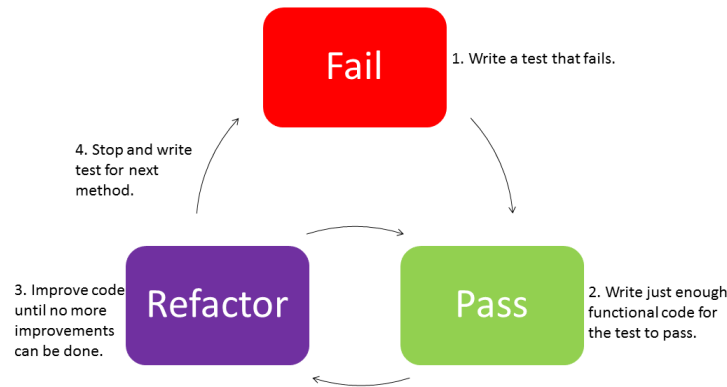 Fail
1. Write a test that fails.
4. Stop and write
test for next
method.
Refactor
Pass
3. Improve code
until no more
improvements
can be done.
2. Write just enough
functional code for
the test to pass.